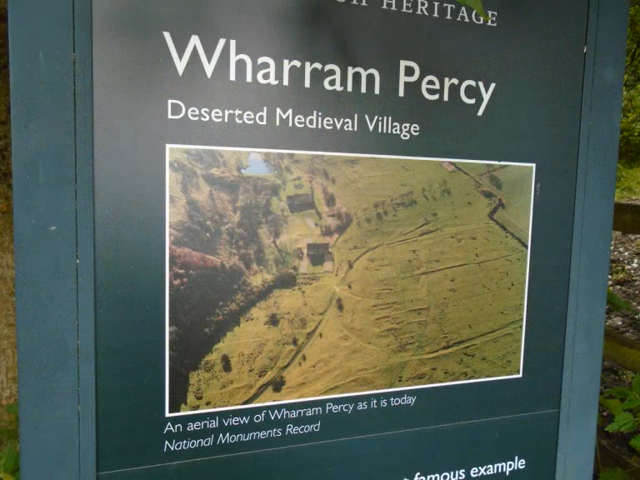 HERITAGE
Wharram Percy
Deserted Medieval Village
An aerial view of Wharram Percy as it is today
National Monuments Record
famous example